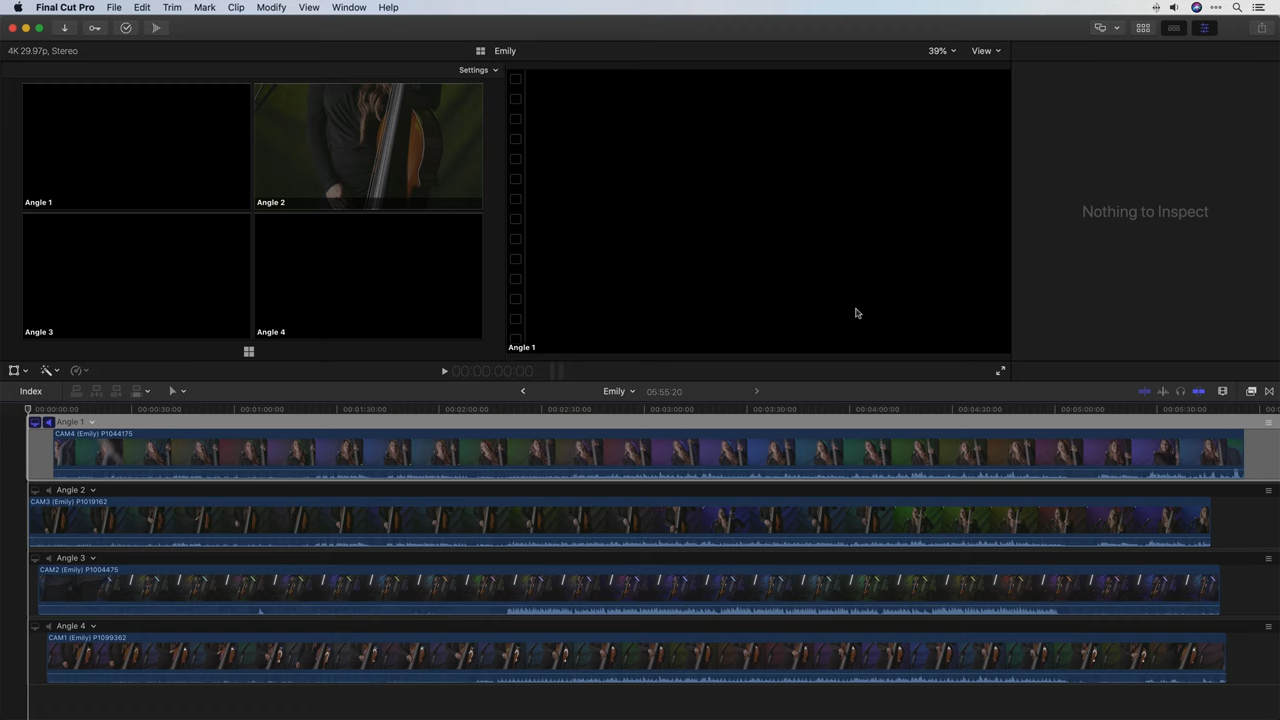 Final Cut Pro File Edit Trim Mark Clip Modify View Window Help
4K 29.97p, Stereo
Emily
39%
View
Settings
Angle 1
Angle 2
Angle 3
Angle 4
Angle 1
Nothing to Inspect
00:00:00:00
Index
Emily
05:55:20
00:00:00:00 00:00:30:00 00:01:00:00 00:01:30:00 00:02:00:00 00:02:30:00 00:03:00:00 00:03:30:00 00:04:00:00 00:04:30:00 00:05:00:00 00:05:30:00 00:0
Angle 1
CAM4 (Emily) P1044175
Angle 2
CAM3 (Emily) P1019162
Angle 3
CAM2 (Emily) P1004475
Angle 4
CAM1 (Emily) P1099362